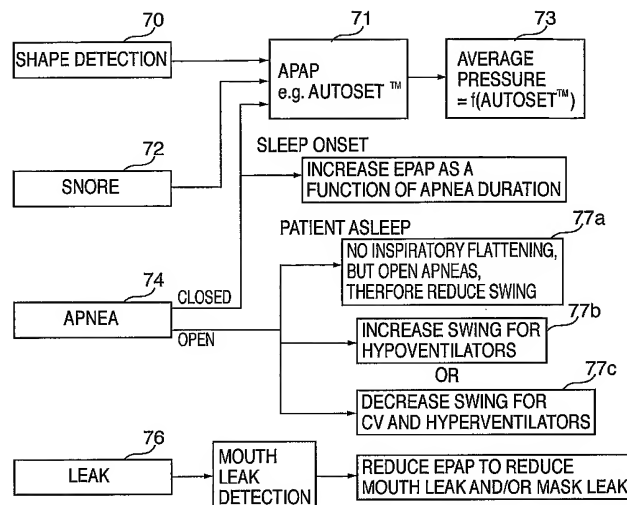 70
SHAPE DETECTION
71
APAP
e.g. AUTOSET™
73
AVERAGE
PRESSURE
= f(AUTOSET™)
72
SNORE
SLEEP ONSET
INCREASE EPAP AS A
FUNCTION OF APNEA DURATION
74
APNEA
CLOSED
OPEN
PATIENT ASLEEP
77a
NO INSPIRATORY FLATTENING,
BUT OPEN APNEAS,
THERFORE REDUCE SWING
77b
INCREASE SWING FOR
HYPOVENTILATORS
OR
77c
DECREASE SWING FOR
CV AND HYPERVENTILATORS
76
LEAK
MOUTH
LEAK
DETECTION
REDUCE EPAP TO REDUCE
MOUTH LEAK AND/OR MASK LEAK